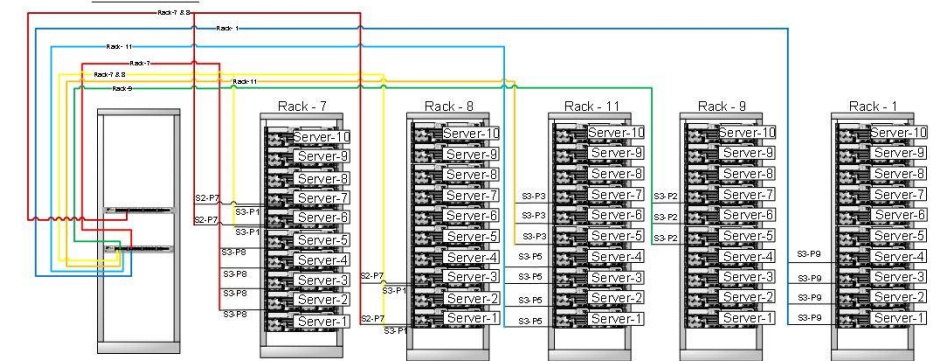 Rack-7 &8
Rack- 1
Rack- 11
Rack-7
Rack-7 &8
Rack-11
Rack-9
Rack - 7
Rack - 8
Rack - 11
Rack - 9
Rack - 1
Server-10
Server-9
Server-8
Server-7
Server-6
Server-5
Server-4
Server-3
Server-2
Server-1
S2-P7
S3-P1
S2-P7
S3-P1
S3-P8
S3-P8
S3-P8
S3-P8
Server-10
Server-9
Server-8
Server-7
Server-6
Server-5
Server-4
Server-3
Server-2
Server-1
S2-P7
S3-P1
S2-P7
S3-P1
Server-10
Server-9
Server-8
Server-7
Server-6
Server-5
Server-4
Server-3
Server-2
Server-1
S3-P3
S3-P3
S3-P3
S3-P5
S3-P5
S3-P5
S3-P5
Server-10
Server-9
Server-8
Server-7
Server-6
Server-5
Server-4
Server-3
Server-2
Server-1
S3-P2
S3-P2
S3-P2
Server-10
Server-9
Server-8
Server-7
Server-6
Server-5
Server-4
Server-3
Server-2
Server-1
S3-P9
S3-P9
S3-P9
S3-P9